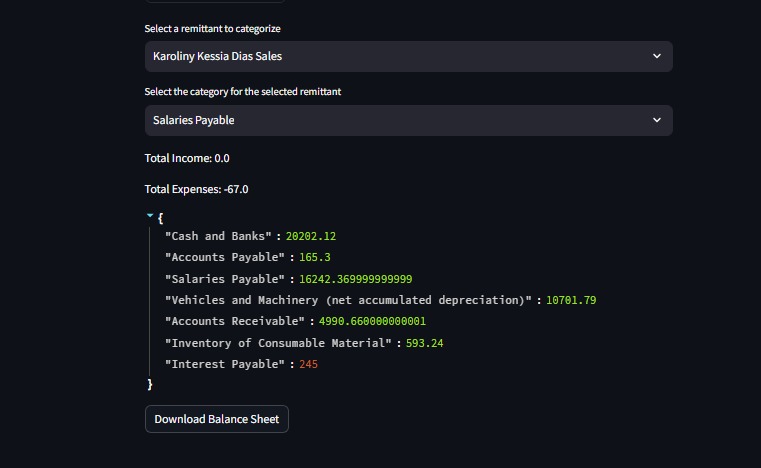 Select a remittant to categorize
Karoliny Kessia Dias Sales
Select the category for the selected remittant
Salaries Payable
Total Income: 0.0
Total Expenses: -67.0
{
"Cash and Banks" : 20202.12
"Accounts Payable" : 165.3
"Salaries Payable" : 16242.369999999999
"Vehicles and Machinery (net accumulated depreciation)" : 10701.79
"Accounts Receivable" : 4990.660000000001
"Inventory of Consumable Material" : 593.24
"Interest Payable" : 245
}
Download Balance Sheet